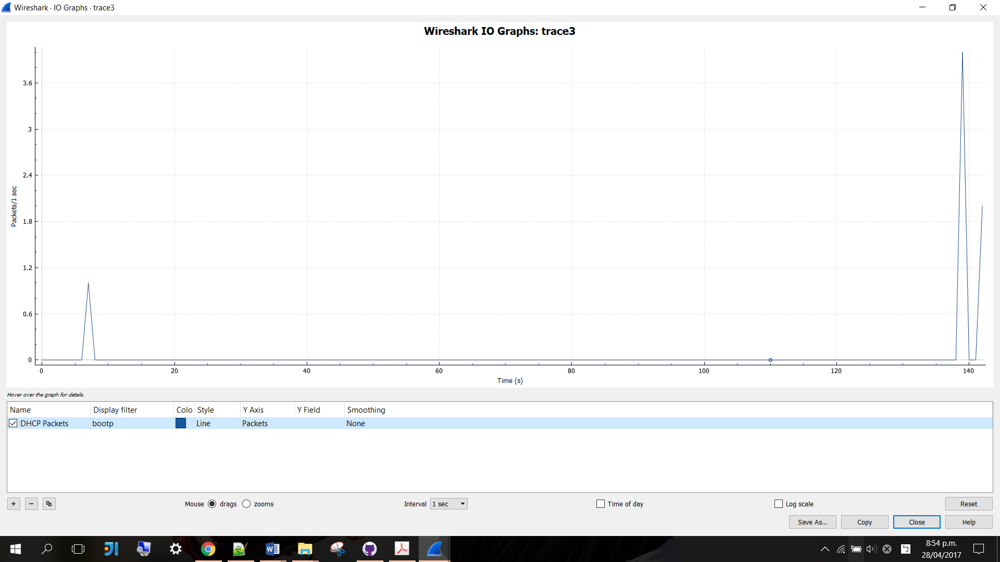 Wireshark · IO Graphs · trace3
Wireshark IO Graphs: trace3
3.6
3
2.4
1.8
1.2
0.6
0
Packets/1 sec
0 20 40 60 80 100 120 140
Time (s)
Hover over the graph for details.
Name Display filter Colo Style Y Axis Y Field Smoothing
DHCP Packets bootp Line Packets None
Mouse drags zooms Interval 1 sec Time of day Log scale Reset
Save As... Copy Close Help
8:54 p.m.
28/04/2017